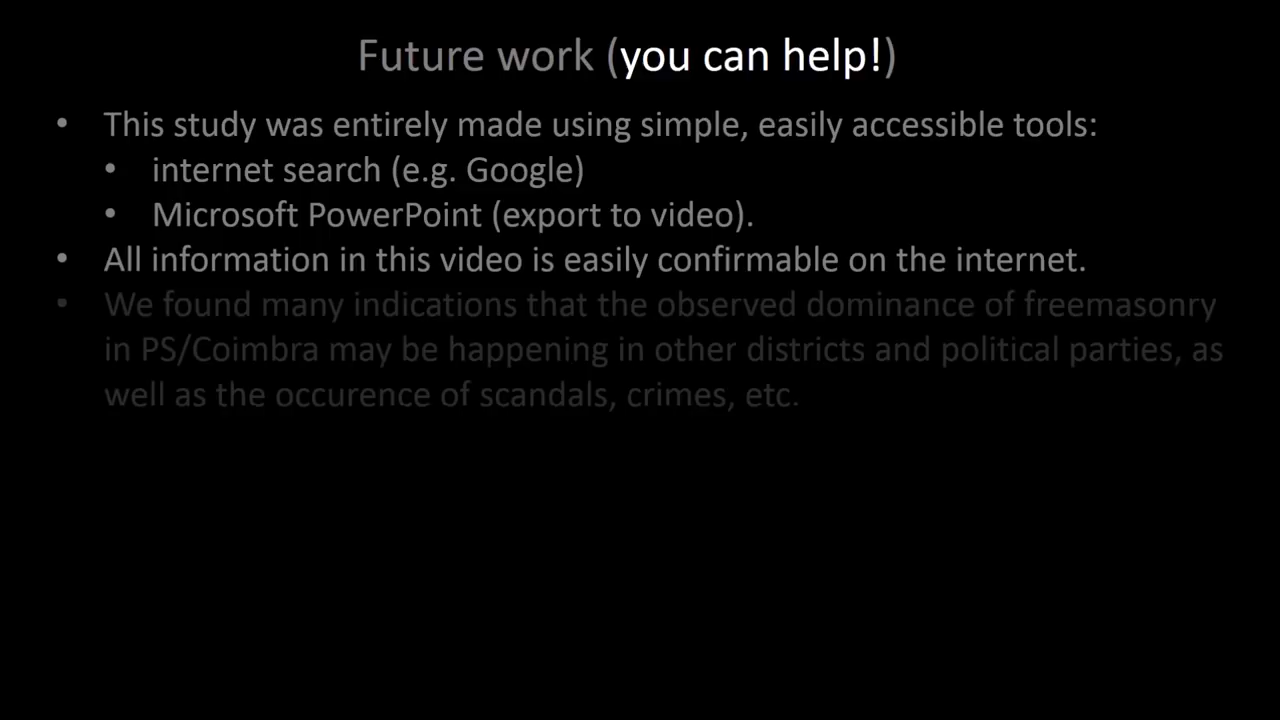 Future work (you can help!)
• This study was entirely made using simple, easily accessible tools:
• internet search (e.g. Google)
• Microsoft PowerPoint (export to video).
• All information in this video is easily confirmable on the internet.
• We found many indications that the observed dominance of freemasonry
in PS/Coimbra may be happening in other districts and political parties, as
well as the occurence of scandals, crimes, etc.